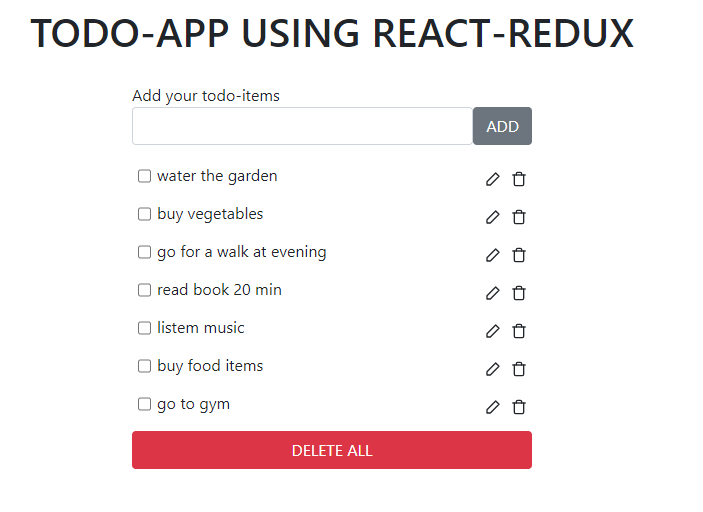 TODO-APP USING REACT-REDUX
Add your todo-items
ADD
water the garden
buy vegetables
go for a walk at evening
read book 20 min
listem music
buy food items
go to gym
DELETE ALL